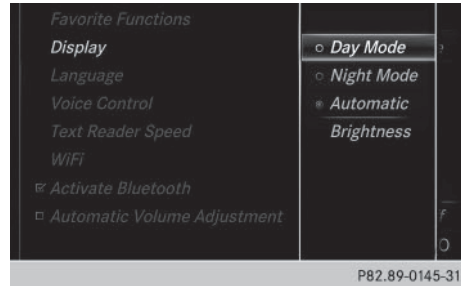 Favorite Functions
Display
Language
Voice Control
Text Reader Speed
WiFi
Activate Bluetooth
Automatic Volume Adjustment
Day Mode
Night Mode
Automatic
Brightness
P82.89-0145-31